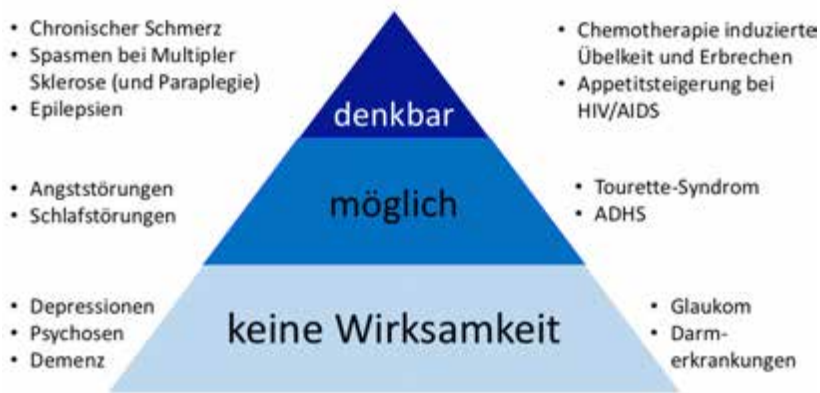 • Chronischer Schmerz
• Spasmen bei Multipler
Sklerose (und Paraplegie)
• Epilepsien
denkbar
• Chemotherapie induzierte
Übelkeit und Erbrechen
• Appetitsteigerung bei
HIV/AIDS
• Angststörungen
• Schlafstörungen
möglich
• Tourette-Syndrom
• ADHS
• Depressionen
• Psychosen
• Demenz
keine Wirksamkeit
• Glaukom
• Darm-
erkrankungen